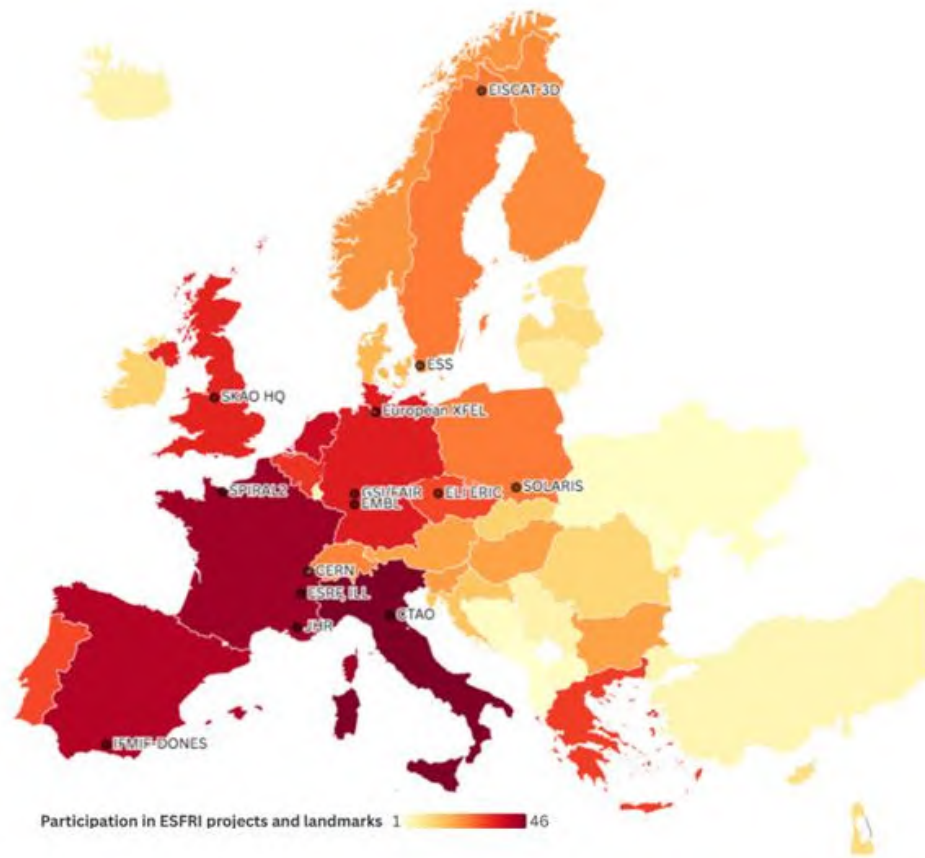 EISCAT 3D
ESS
SKAO HQ
European XFEL
SPIRAL2
GSI/FAIR
ELI ERIC
SOLARIS
EMBL
CERN
ESRF, ILL
CTAO
JHR
IFMIF-DONES
Participation in ESFRI projects and landmarks 1 46